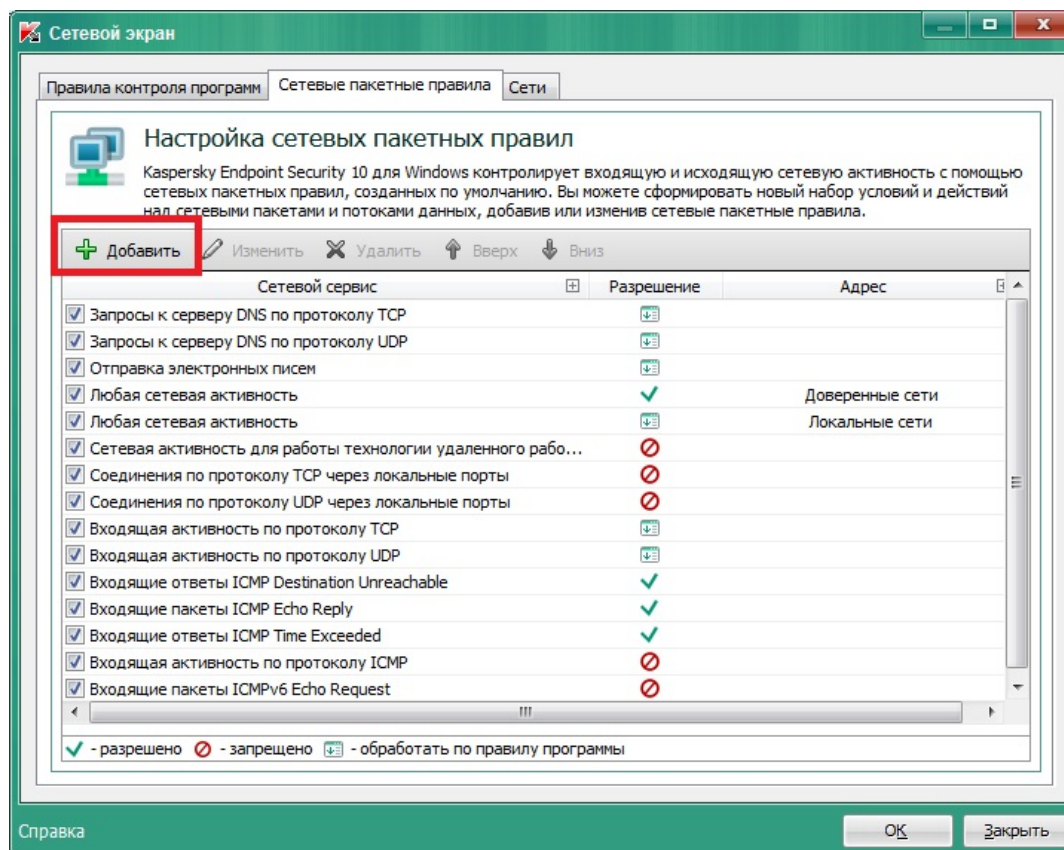 Сетевой экран
Правила контроля программ
Сетевые пакетные правила
Сети
Настройка сетевых пакетных правил
Kaspersky Endpoint Security 10 для Windows контролирует входящую и исходящую сетевую активность с помощью
сетевых пакетных правил, созданных по умолчанию. Вы можете сформировать новый набор условий и действий
над сетевыми пакетами и потоками данных, добавив или изменив сетевые пакетные правила.
Добавить Изменить Удалить Вверх Вниз
Сетевой сервис Разрешение Адрес
Запросы к серверу DNS по протоколу TCP
Запросы к серверу DNS по протоколу UDP
Отправка электронных писем
Любая сетевая активность Доверенные сети
Любая сетевая активность Локальные сети
Сетевая активность для работы технологии удаленного рабо...
Соединения по протоколу TCP через локальные порты
Соединения по протоколу UDP через локальные порты
Входящая активность по протоколу TCP
Входящая активность по протоколу UDP
Входящие ответы ICMP Destination Unreachable
Входящие пакеты ICMP Echo Reply
Входящие ответы ICMP Time Exceeded
Входящая активность по протоколу ICMP
Входящие пакеты ICMPv6 Echo Request
- разрешено - запрещено - обработать по правилу программы
Справка
OK
Закрыть